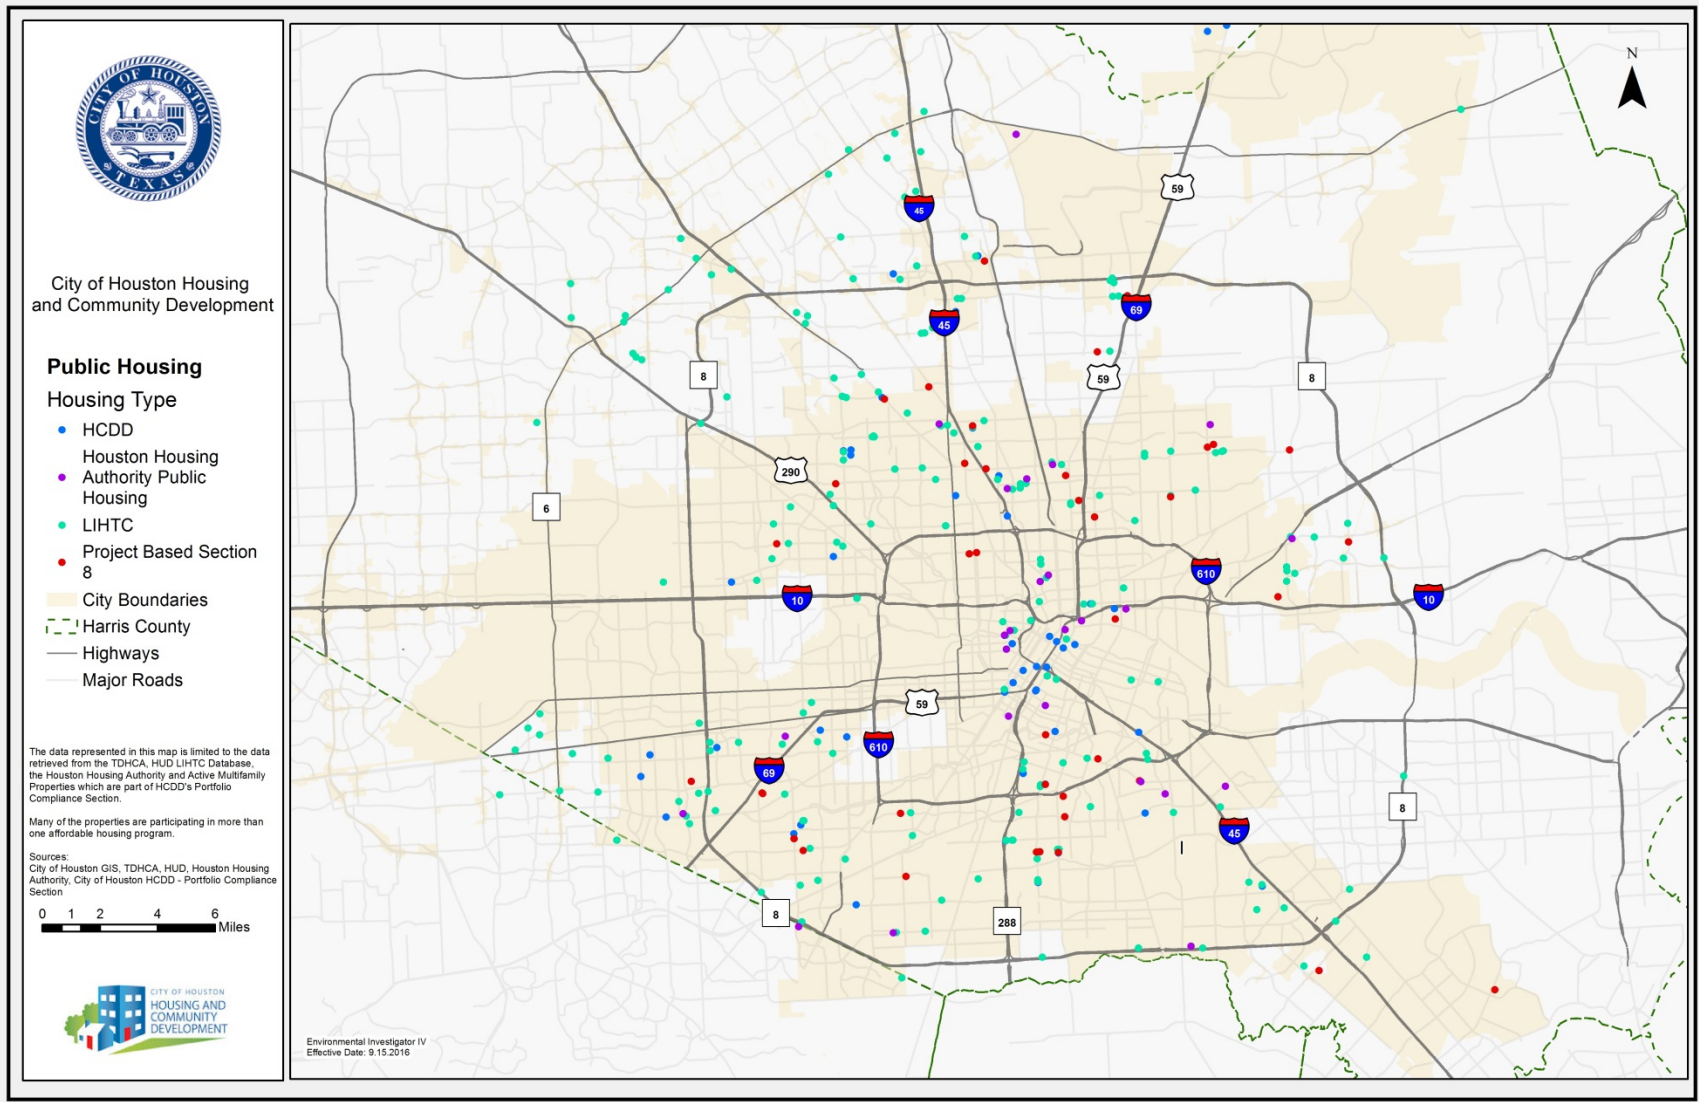 CITY OF HOUSTON
TEXAS
City of Houston Housing
and Community Development
Public Housing
Housing Type
HCDD
Houston Housing
Authority Public
Housing
LIHTC
Project Based Section
8
City Boundaries
Harris County
Highways
Major Roads
The data represented in this map is limited to the data
retrieved from the TDHCA, HUD LIHTC Database,
the Houston Housing Authority and Active Multifamily
Properties which are part of HCDD's Portfolio
Compliance Section.
Many of the properties are participating in more than
one affordable housing program.
Sources:
City of Houston GIS, TDHCA, HUD, Houston Housing
Authority, City of Houston HCDD - Portfolio Compliance
Section
0 1 2 4 6
Miles
CITY OF HOUSTON
HOUSING AND
COMMUNITY
DEVELOPMENT
N
59
45
69
45
8
59
8
290
6
610
10
10
59
610
69
8
45
8
288
Environmental Investigator IV
Effective Date: 9.15.2016